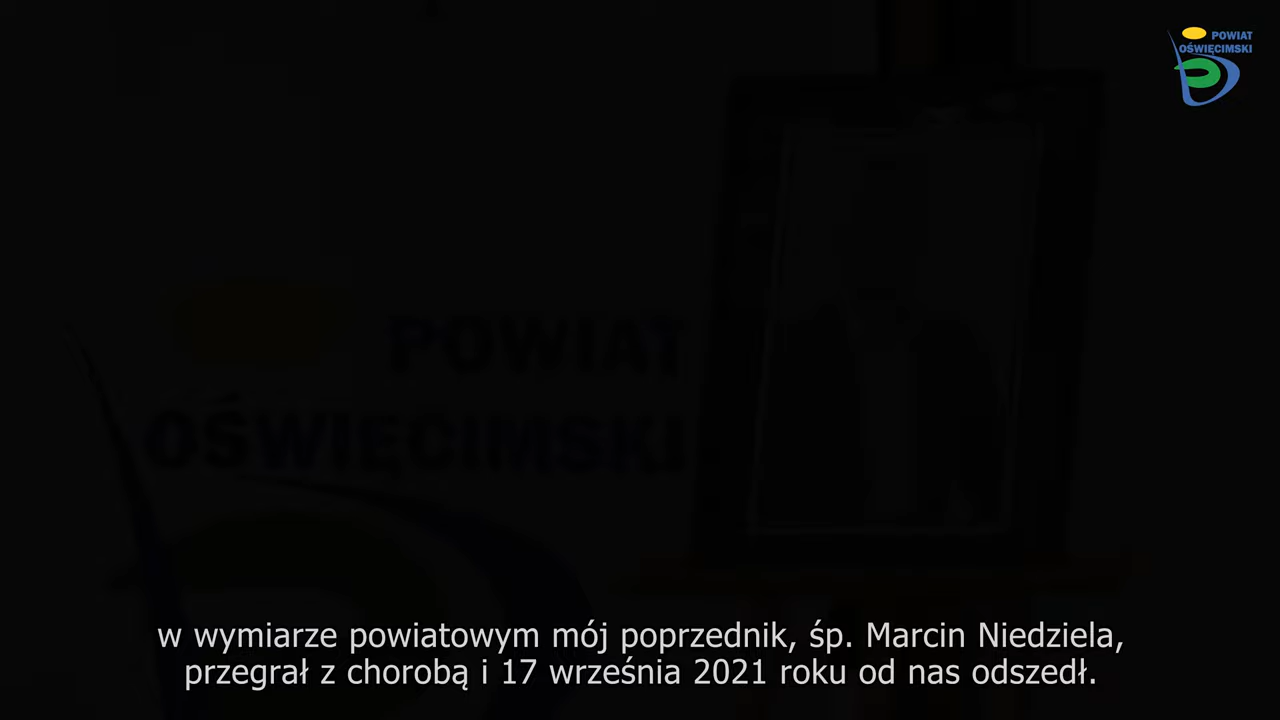 POWIAT
OŚWIĘCIMSKI
POWIAT
OŚWIĘCIMSKI
w wymiarze powiatowym mój poprzednik, śp. Marcin Niedziela,
przegrał z chorobą i 17 września 2021 roku od nas odszedł.